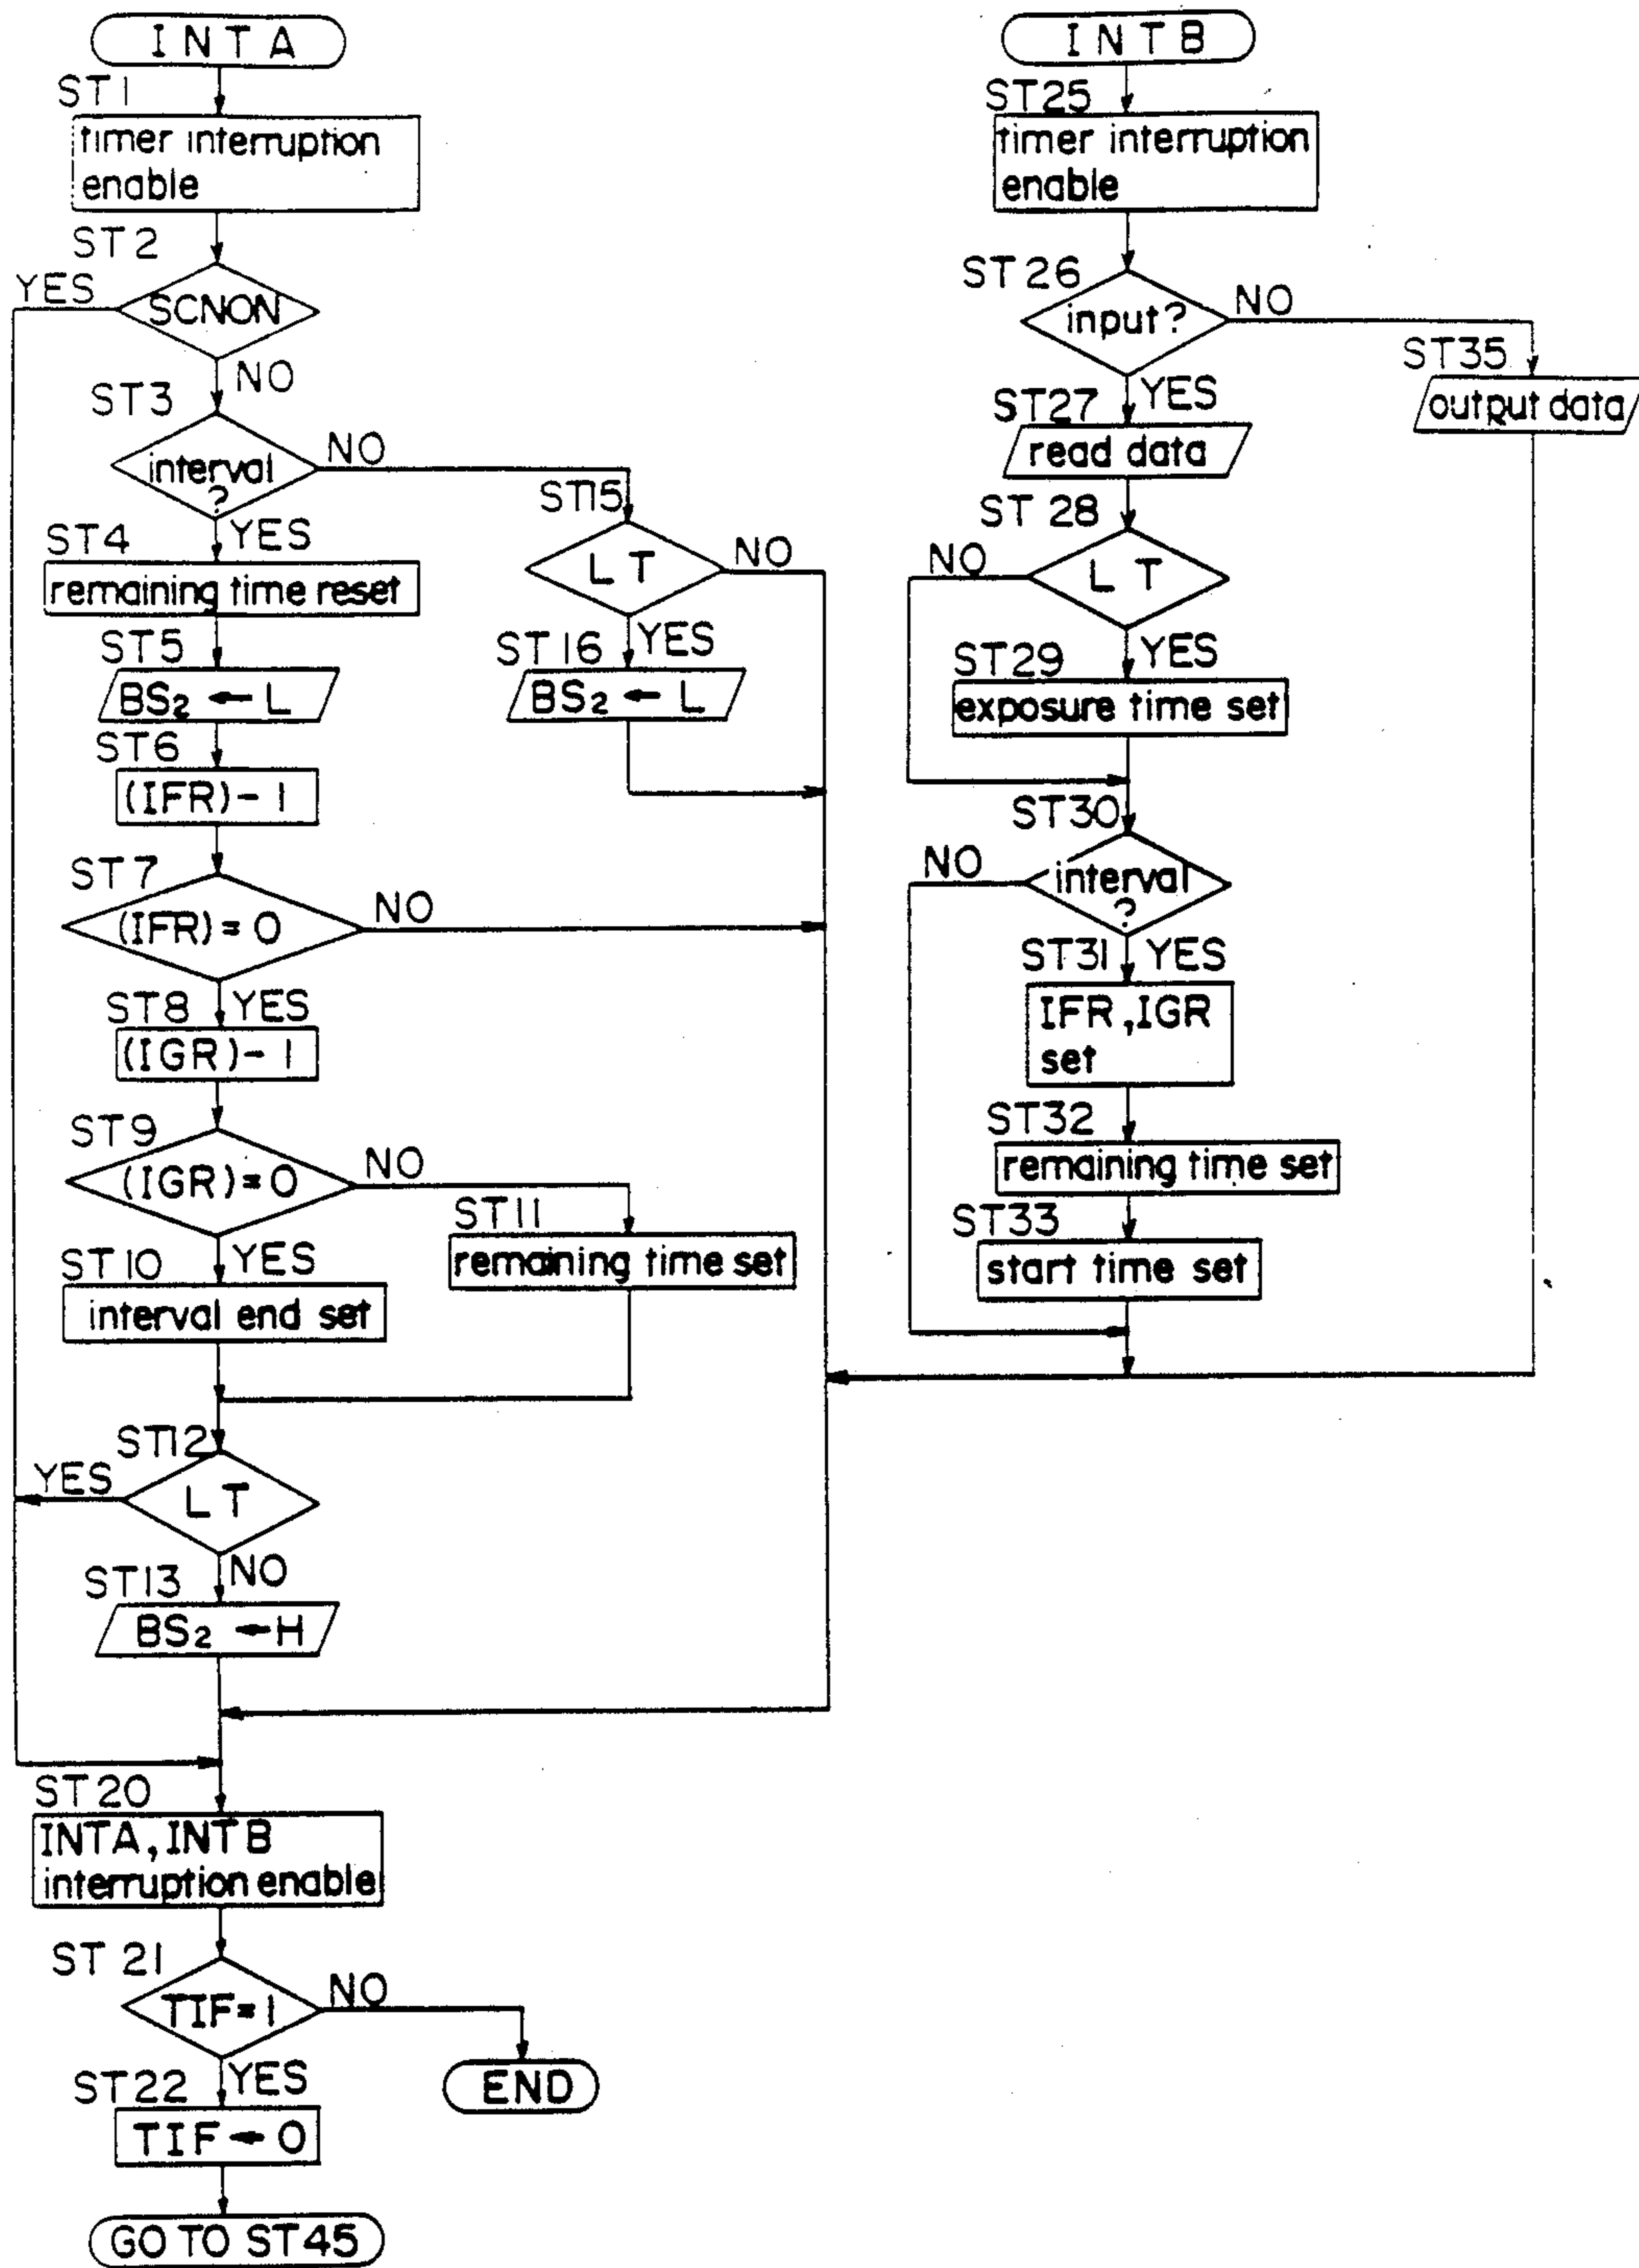 INTA
ST1
timer interruption
enable
ST2
YES
SCNON
NO
ST3
interval
?
NO
YES
ST4
remaining time reset
ST5
BS2 ← L
ST6
(IFR)-1
ST7
(IFR)=0
NO
YES
ST8
(IGR)-1
ST9
(IGR)=0
NO
YES
ST10
interval end set
ST11
remaining time set
ST12
YES
LT
NO
ST13
BS2 ← H
ST15
LT
NO
YES
ST16
BS2 ← L
ST20
INTA, INTB
interruption enable
ST21
TIF=1
NO
END
YES
ST22
TIF ← 0
GO TO ST45
INTB
ST25
timer interruption
enable
ST26
input?
NO
YES
ST27
read data
ST28
NO
LT
YES
ST29
exposure time set
ST30
NO
interval
?
ST31
YES
IFR, IGR
set
ST32
remaining time set
ST33
start time set
ST35
output data